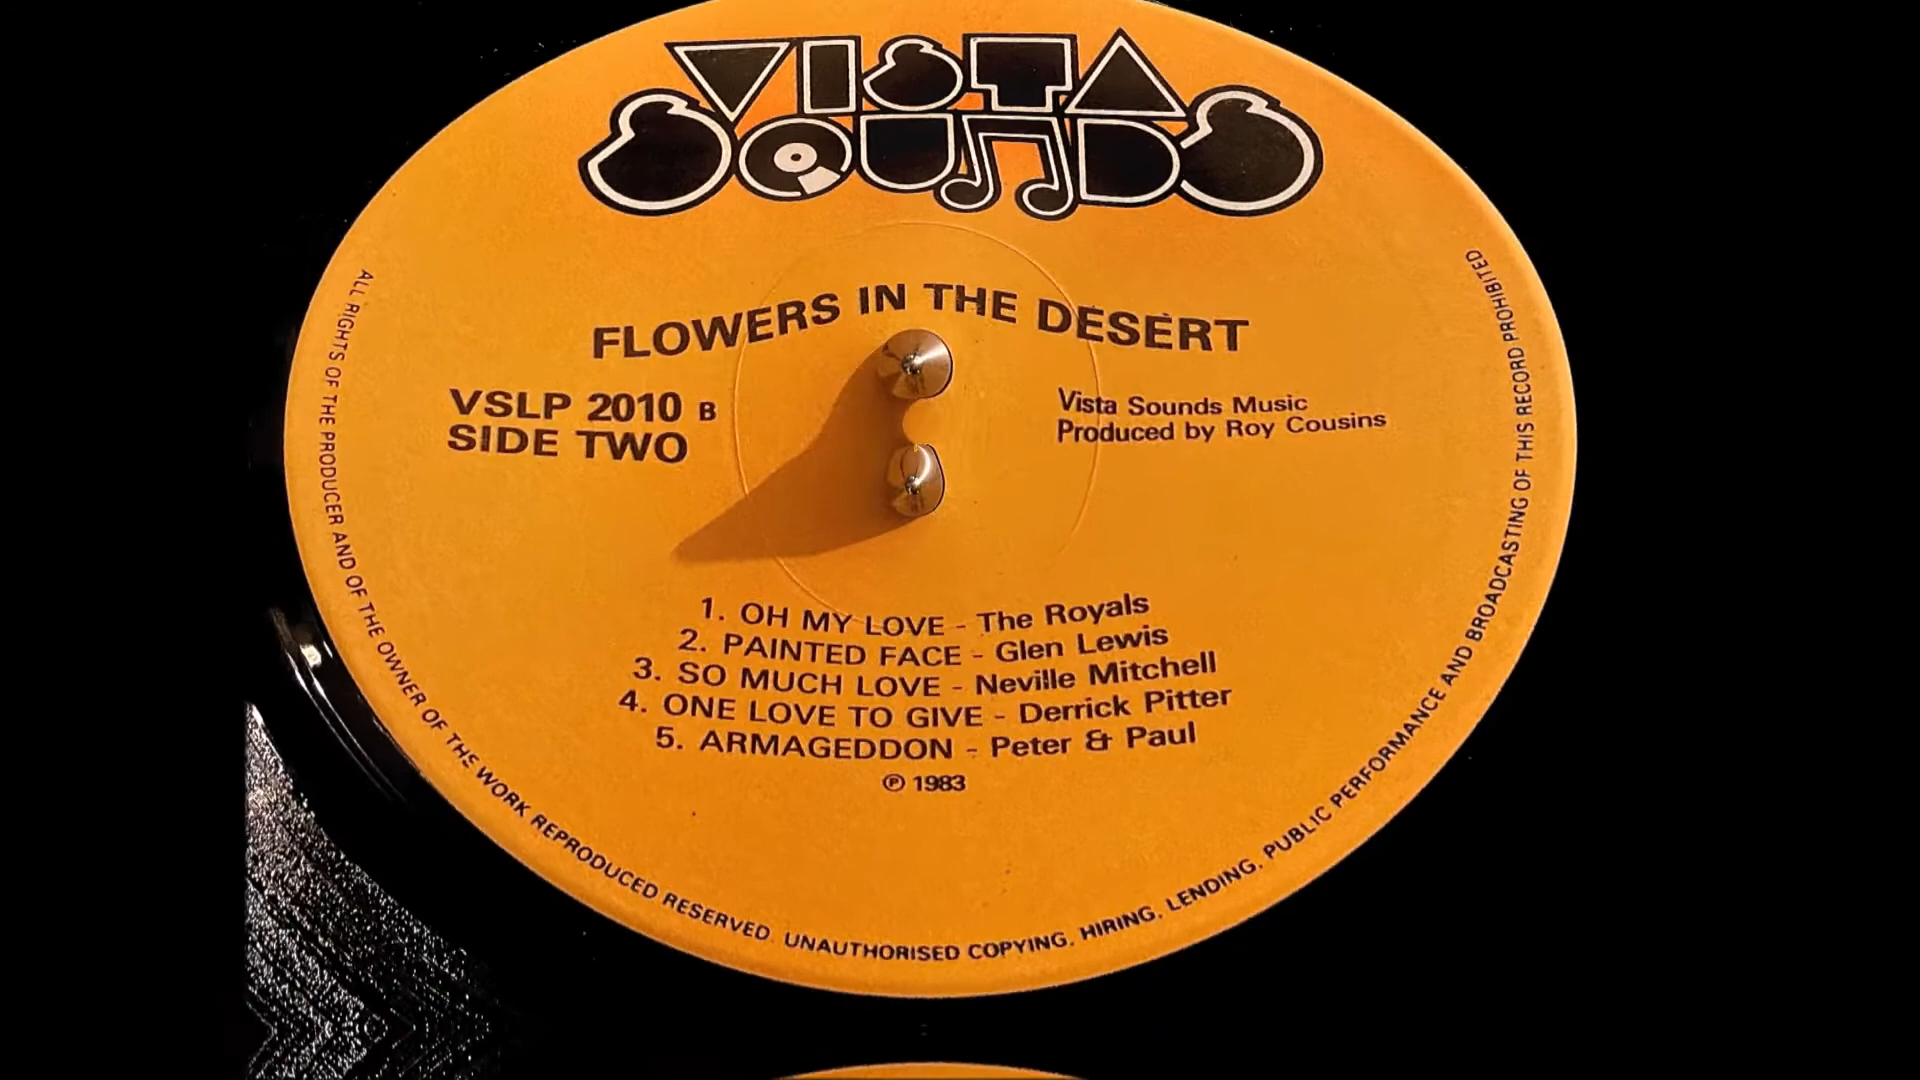 VISTA
SOUNDS
FLOWERS IN THE DESERT
VSLP 2010 B
SIDE TWO
Vista Sounds Music
Produced by Roy Cousins
1. OH MY LOVE - The Royals
2. PAINTED FACE - Glen Lewis
3. SO MUCH LOVE - Neville Mitchell
4. ONE LOVE TO GIVE - Derrick Pitter
5. ARMAGEDDON - Peter & Paul
℗ 1983
ALL RIGHTS OF THE PRODUCER AND OF THE OWNER OF THE WORK REPRODUCED RESERVED. UNAUTHORISED COPYING, HIRING, LENDING, PUBLIC PERFORMANCE AND BROADCASTING OF THIS RECORD PROHIBITED